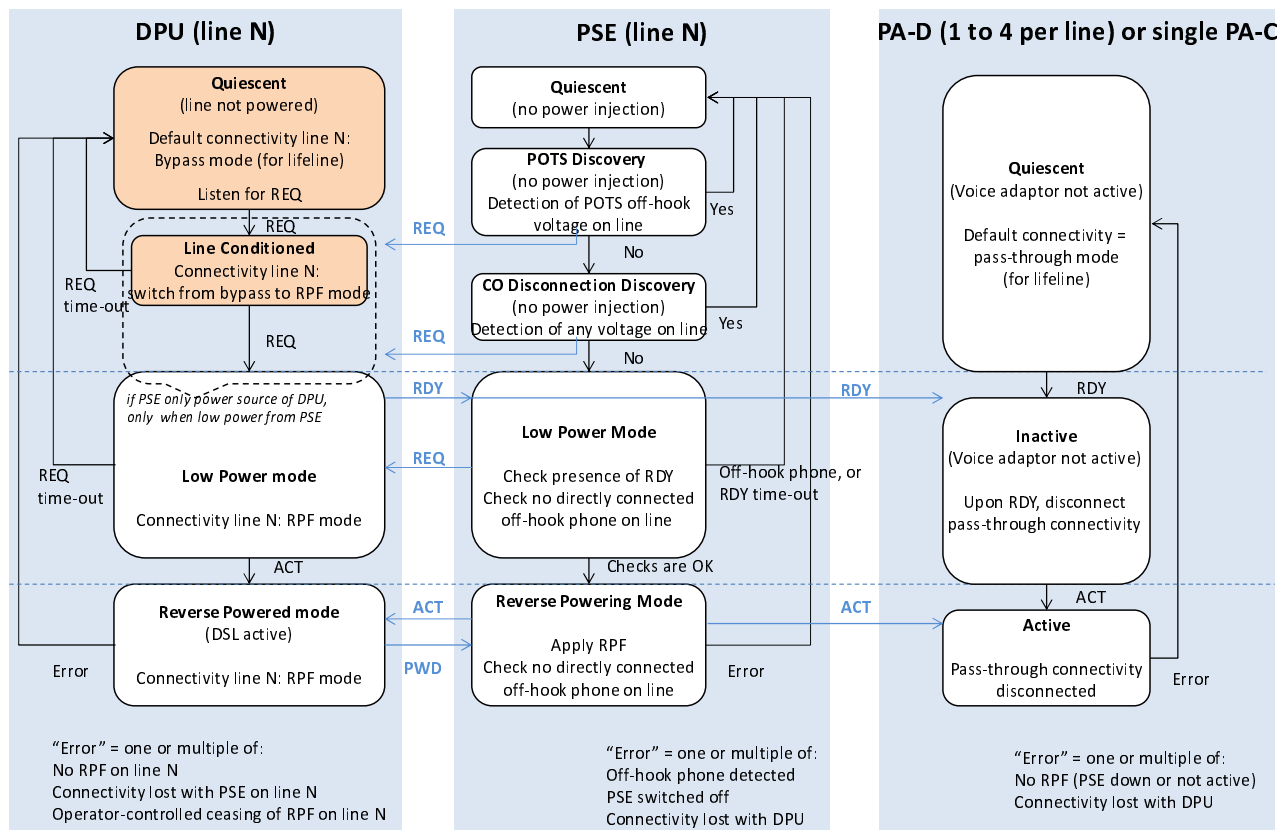 DPU (line N)
Quiescent
(line not powered)
Default connectivity line N:
Bypass mode (for lifeline)
Listen for REQ
REQ
Line Conditioned
Connectivity line N:
switch from bypass to RPF mode
REQ
time-out
REQ
if PSE only power source of DPU,
only when low power from PSE
Low Power mode
Connectivity line N: RPF mode
REQ
time-out
ACT
Reverse Powered mode
(DSL active)
Connectivity line N: RPF mode
Error
“Error” = one or multiple of:
No RPF on line N
Connectivity lost with PSE on line N
Operator-controlled ceasing of RPF on line N
REQ
REQ
RDY
REQ
ACT
PWD
PSE (line N)
Quiescent
(no power injection)
POTS Discovery
(no power injection)
Detection of POTS off-hook
voltage on line
Yes
No
CO Disconnection Discovery
(no power injection)
Detection of any voltage on line
Yes
No
Low Power Mode
Check presence of RDY
Check no directly connected
off-hook phone on line
Off-hook phone, or
RDY time-out
Checks are OK
Reverse Powering Mode
Apply RPF
Check no directly connected
off-hook phone on line
Error
“Error” = one or multiple of:
Off-hook phone detected
PSE switched off
Connectivity lost with DPU
RDY
ACT
PA-D (1 to 4 per line) or single PA-C
Quiescent
(Voice adaptor not active)
Default connectivity =
pass-through mode
(for lifeline)
RDY
Inactive
(Voice adaptor not active)
Upon RDY, disconnect
pass-through connectivity
ACT
Active
Pass-through connectivity
disconnected
Error
“Error” = one or multiple of:
No RPF (PSE down or not active)
Connectivity lost with DPU